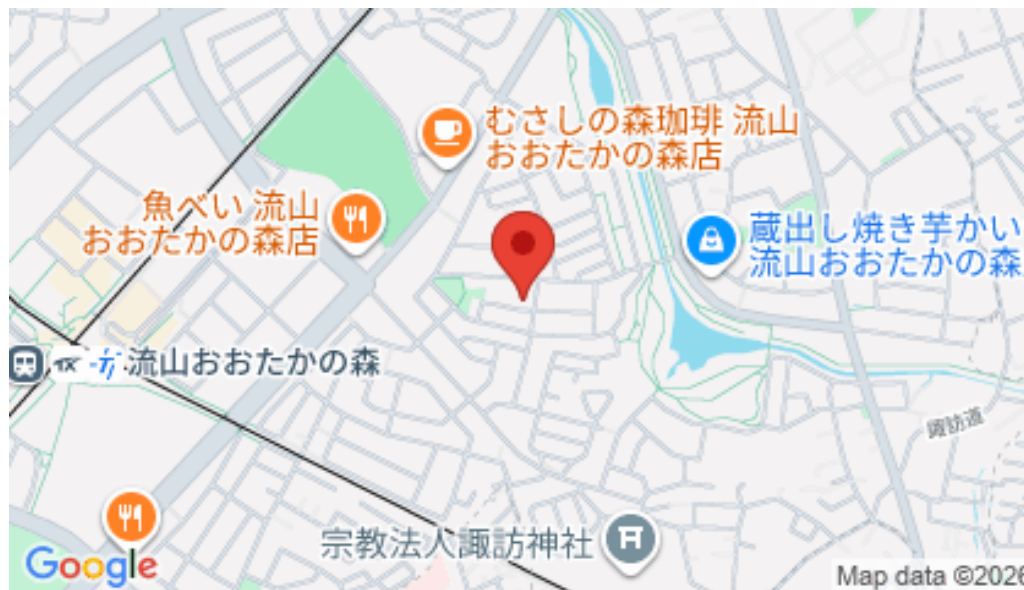 むさしの森珈琲 流山
おおたかの森店
魚べい 流山
おおたかの森店
蔵出し焼き芋かい
流山おおたかの森
流山おおたかの森
諏訪道
宗教法人諏訪神社
Google
Map data ©2026